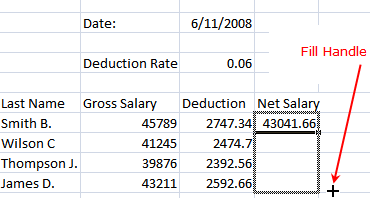 Date: 6/11/2008
Fill Handle
Deduction Rate 0.06
Last Name Gross Salary Deduction Net Salary
Smith B. 45789 2747.34 43041.66
Wilson C 41245 2474.7
Thompson J. 39876 2392.56
James D. 43211 2592.66